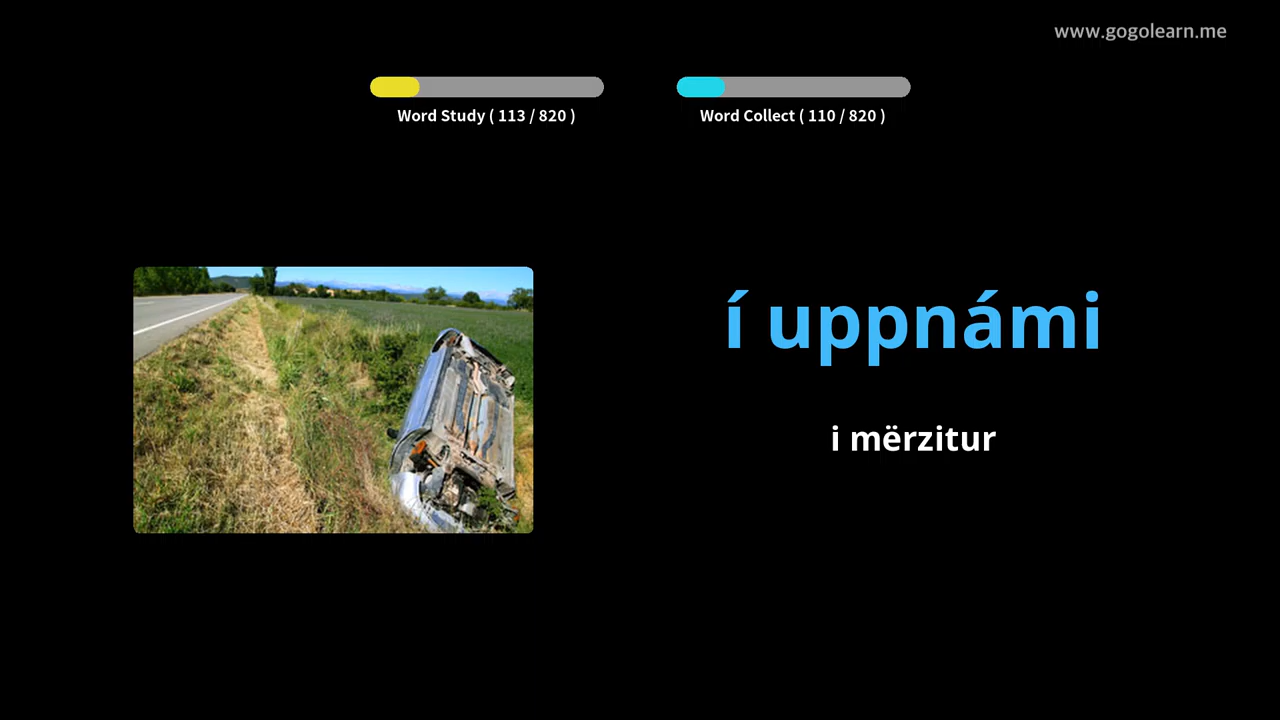 www.gogolearn.me
Word Study ( 113 / 820 )
Word Collect ( 110 / 820 )
í uppnámi
i mërzitur